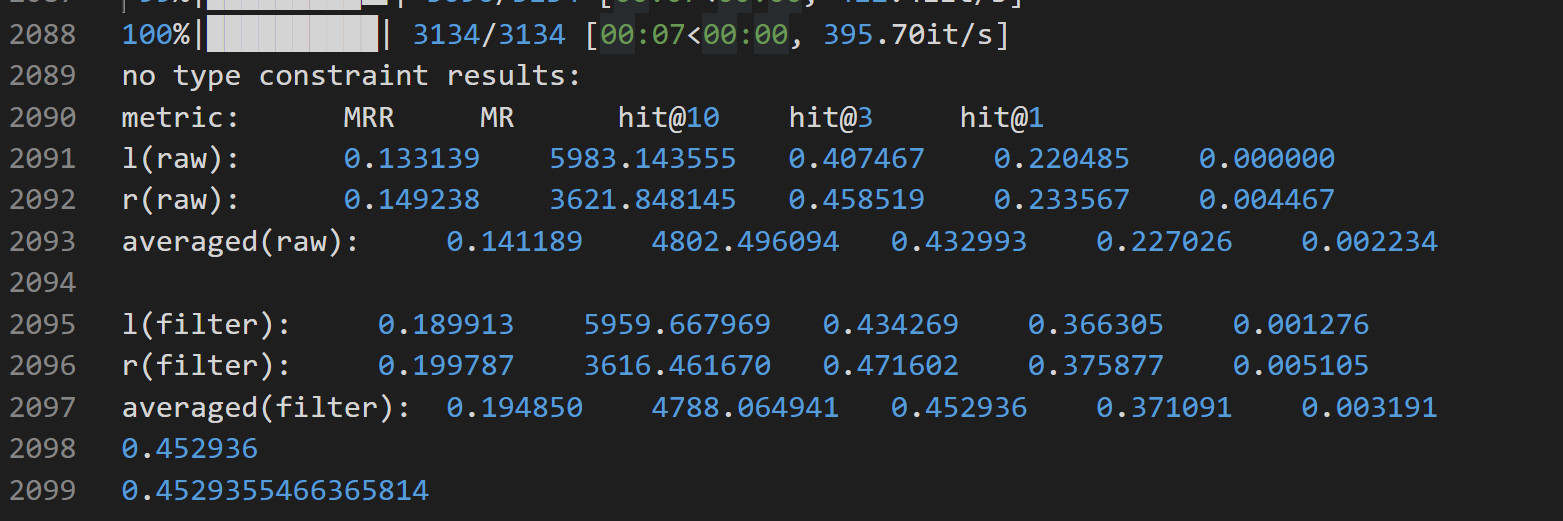 2088 100%|██████████| 3134/3134 [00:07<00:00, 395.70it/s]
2089 no type constraint results:
2090 metric: MRR MR hit@10 hit@3 hit@1
2091 l(raw): 0.133139 5983.143555 0.407467 0.220485 0.000000
2092 r(raw): 0.149238 3621.848145 0.458519 0.233567 0.004467
2093 averaged(raw): 0.141189 4802.496094 0.432993 0.227026 0.002234
2094
2095 l(filter): 0.189913 5959.667969 0.434269 0.366305 0.001276
2096 r(filter): 0.199787 3616.461670 0.471602 0.375877 0.005105
2097 averaged(filter): 0.194850 4788.064941 0.452936 0.371091 0.003191
2098 0.452936
2099 0.4529355466365814